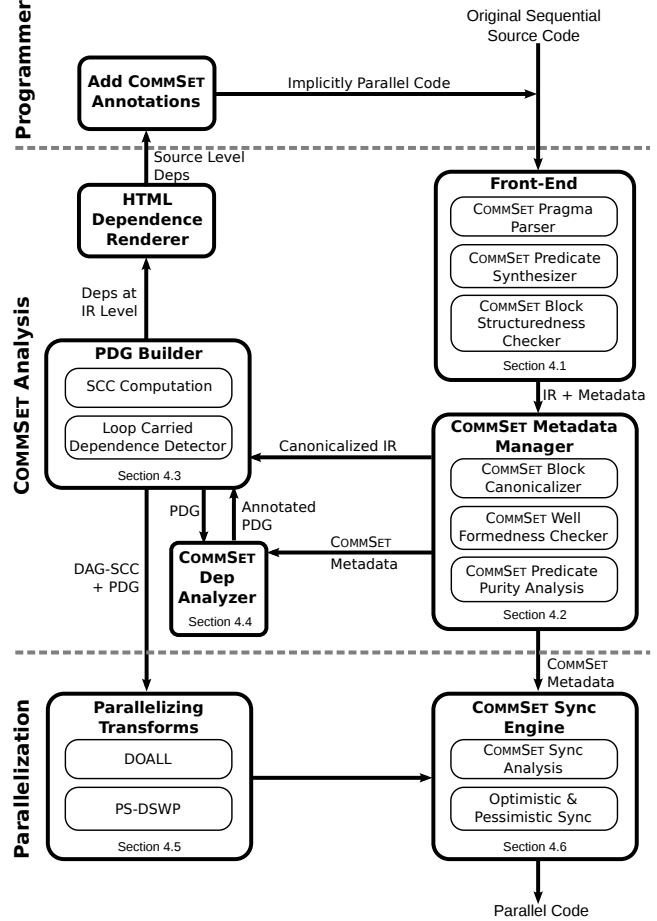 Programmer
Original Sequential
Source Code
Add COMMSET
Annotations
Implicitly Parallel Code
Source Level
Deps
HTML
Dependence
Renderer
Deps at
IR Level
COMMSET Analysis
Front-End
COMMSET Pragma
Parser
COMMSET Predicate
Synthesizer
COMMSET Block
Structuredness
Checker
Section 4.1
IR + Metadata
PDG Builder
SCC Computation
Loop Carried
Dependence Detector
Section 4.3
Canonicalized IR
COMMSET Metadata
Manager
COMMSET Block
Canonicalizer
COMMSET Well
Formedness Checker
COMMSET Predicate
Purity Analysis
Section 4.2
PDG
Annotated
PDG
COMMSET
Metadata
COMMSET
Dep
Analyzer
Section 4.4
DAG-SCC
+ PDG
COMMSET
Metadata
Parallelization
Parallelizing
Transforms
DOALL
PS-DSWP
Section 4.5
COMMSET Sync
Engine
COMMSET Sync
Analysis
Optimistic &
Pessimistic Sync
Section 4.6
Parallel Code